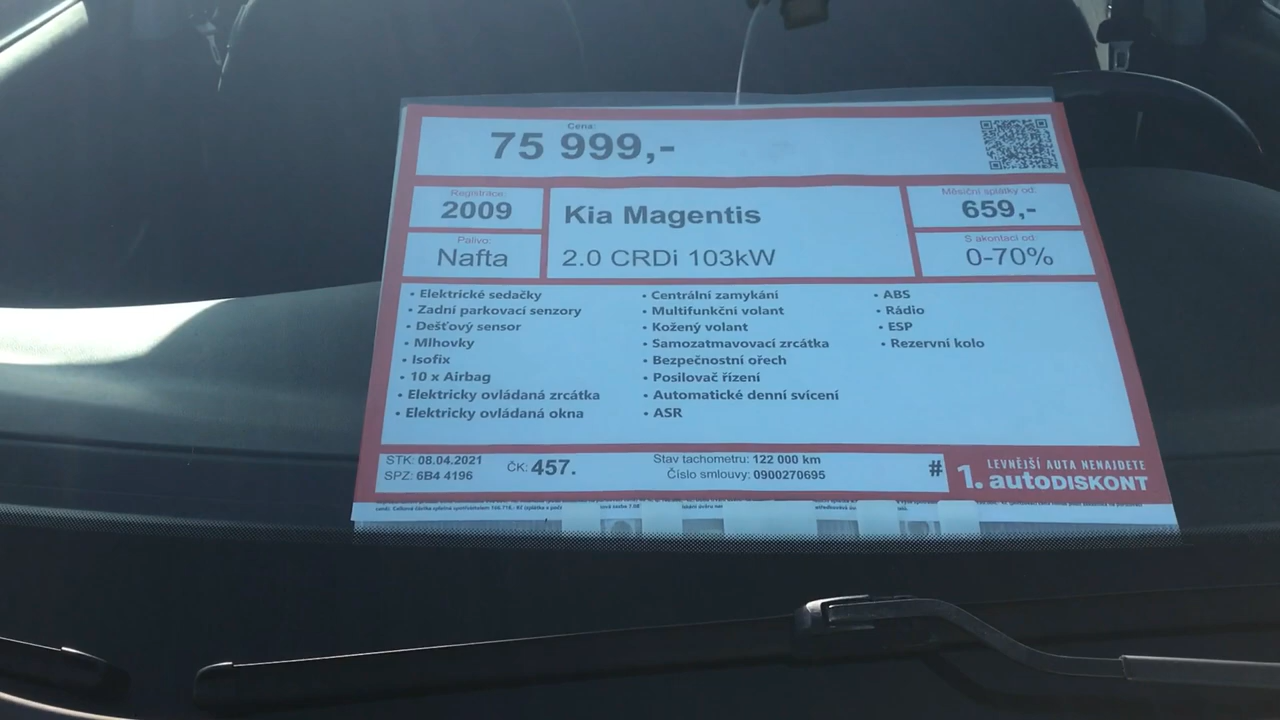 Cena:
75 999,-
Registrace:
2009
Palivo:
Nafta
Kia Magentis
2.0 CRDi 103kW
Měsíční splátky od:
659,-
S akontací od:
0-70%
• Elektrické sedačky
• Zadní parkovací senzory
• Dešťový sensor
• Mlhovky
• Isofix
• 10 x Airbag
• Elektricky ovládaná zrcátka
• Elektricky ovládaná okna
• Centrální zamykání
• Multifunkční volant
• Kožený volant
• Samozatmavovací zrcátka
• Bezpečnostní ořech
• Posilovač řízení
• Automatické denní svícení
• ASR
• ABS
• Rádio
• ESP
• Rezervní kolo
STK: 08.04.2021
SPZ: 6B4 4196
ČK: 457.
Stav tachometru: 122 000 km
Číslo smlouvy: 0900270695
#
LEVNĚJŠÍ AUTA NENAJDETE
1. autoDISKONT